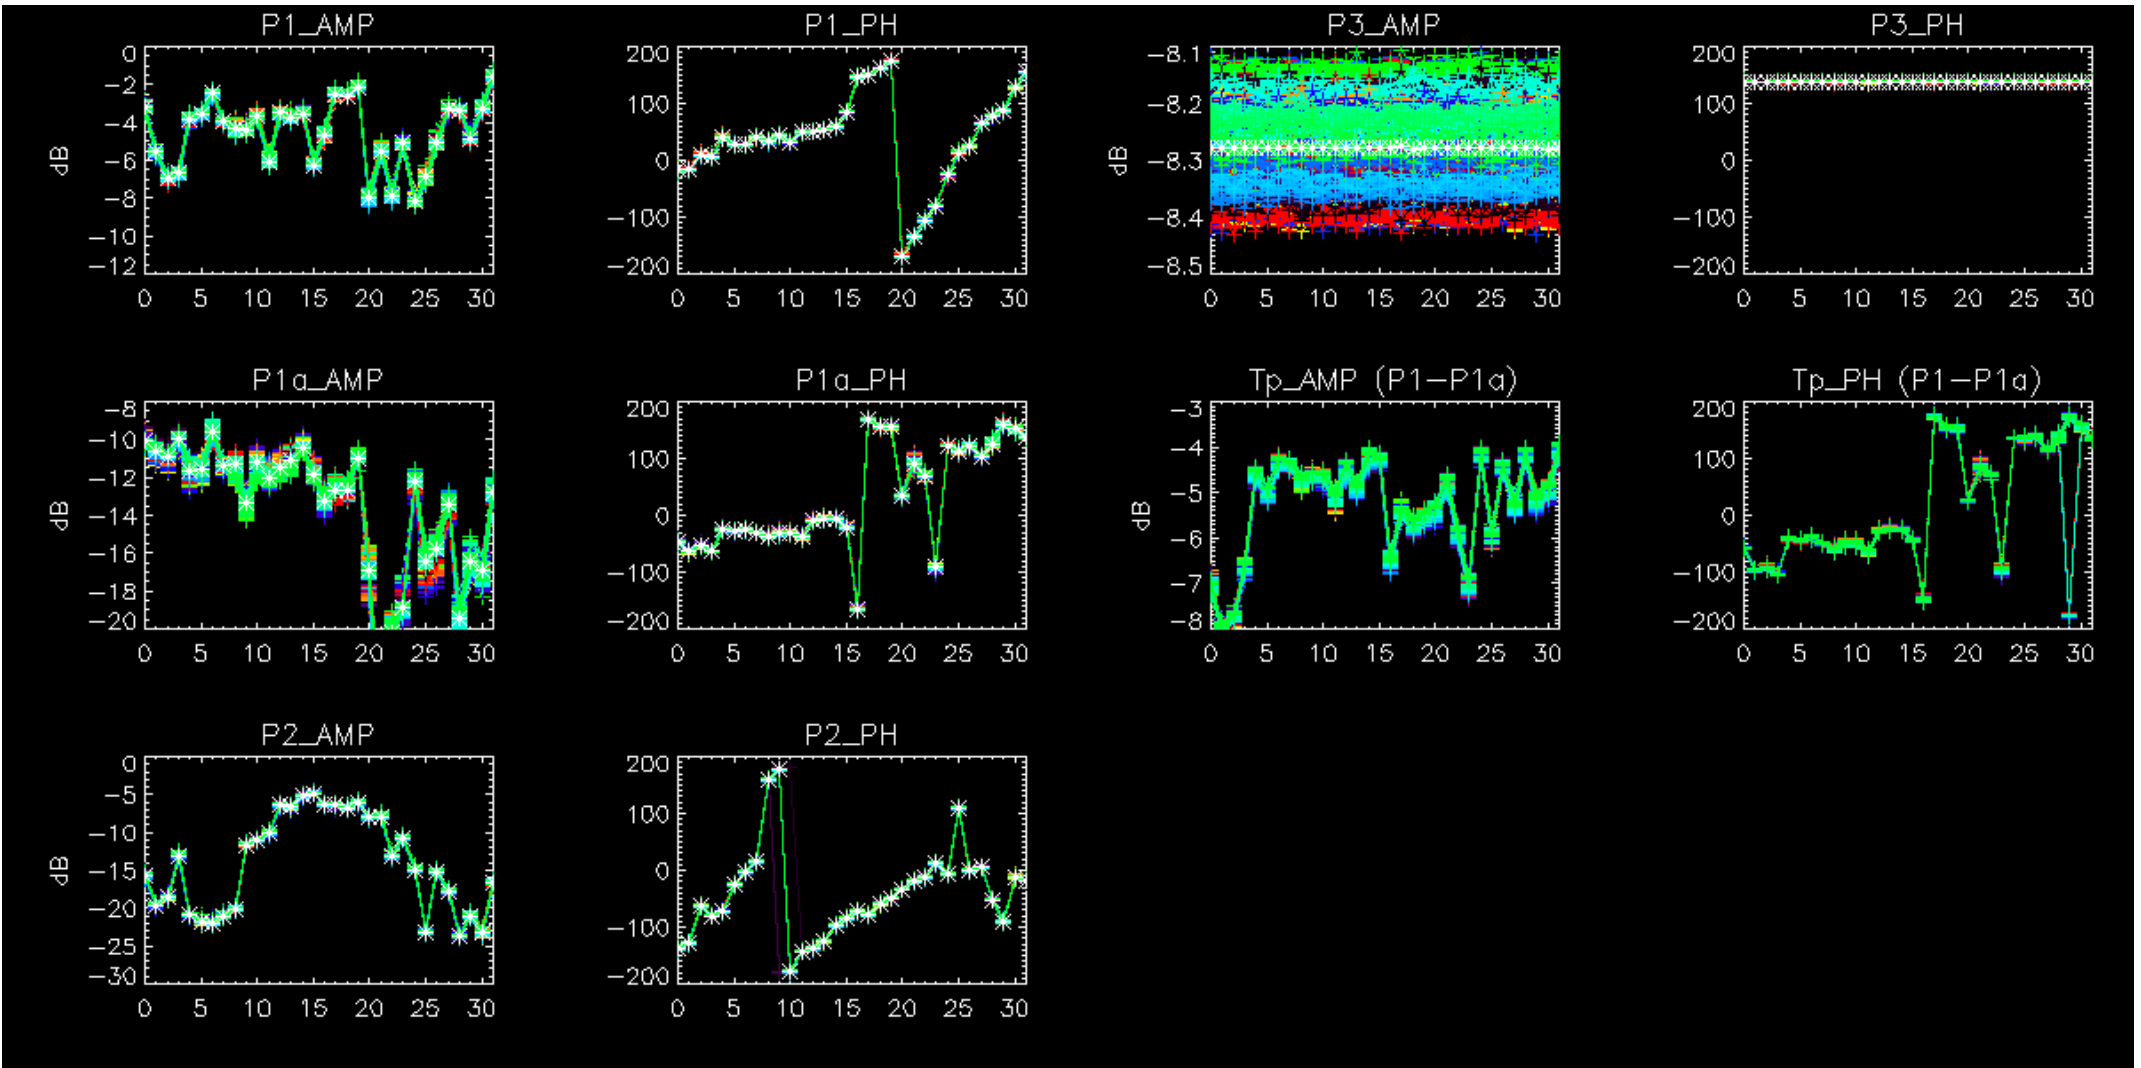 P1_AMP
dB
0
-2
-4
-6
-8
-10
-12
0 5 10 15 20 25 30
P1_PH
200
100
0
-100
-200
0 5 10 15 20 25 30
P3_AMP
dB
-8.1
-8.2
-8.3
-8.4
-8.5
0 5 10 15 20 25 30
P3_PH
200
100
0
-100
-200
0 5 10 15 20 25 30
P1a_AMP
dB
-8
-10
-12
-14
-16
-18
-20
0 5 10 15 20 25 30
P1a_PH
200
100
0
-100
-200
0 5 10 15 20 25 30
Tp_AMP (P1-P1a)
dB
-3
-4
-5
-6
-7
-8
0 5 10 15 20 25 30
Tp_PH (P1-P1a)
200
100
0
-100
-200
0 5 10 15 20 25 30
P2_AMP
dB
0
-5
-10
-15
-20
-25
-30
0 5 10 15 20 25 30
P2_PH
200
100
0
-100
-200
0 5 10 15 20 25 30